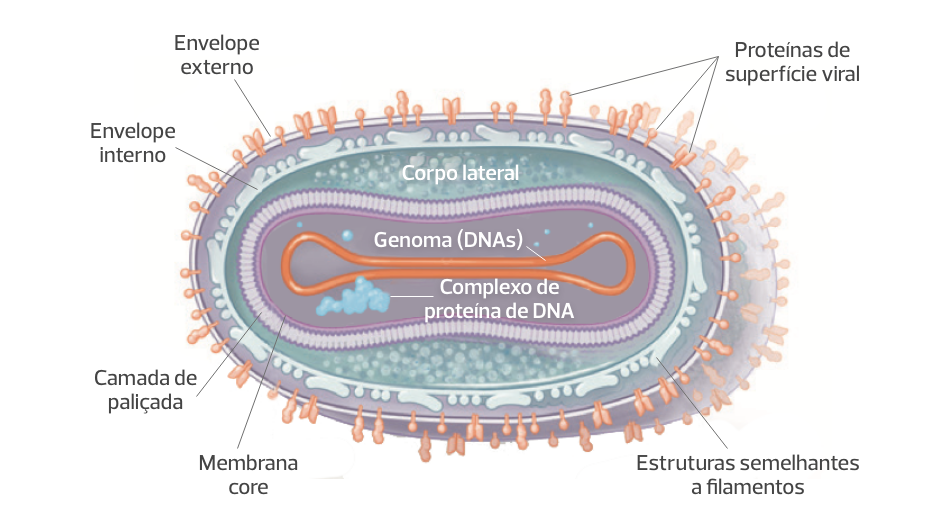 Envelope
externo
Proteínas de
superfície viral
Envelope
interno
Corpo lateral
Genoma (DNAs)
Complexo de
proteína de DNA
Camada de
paliçada
Membrana
core
Estruturas semelhantes
a filamentos